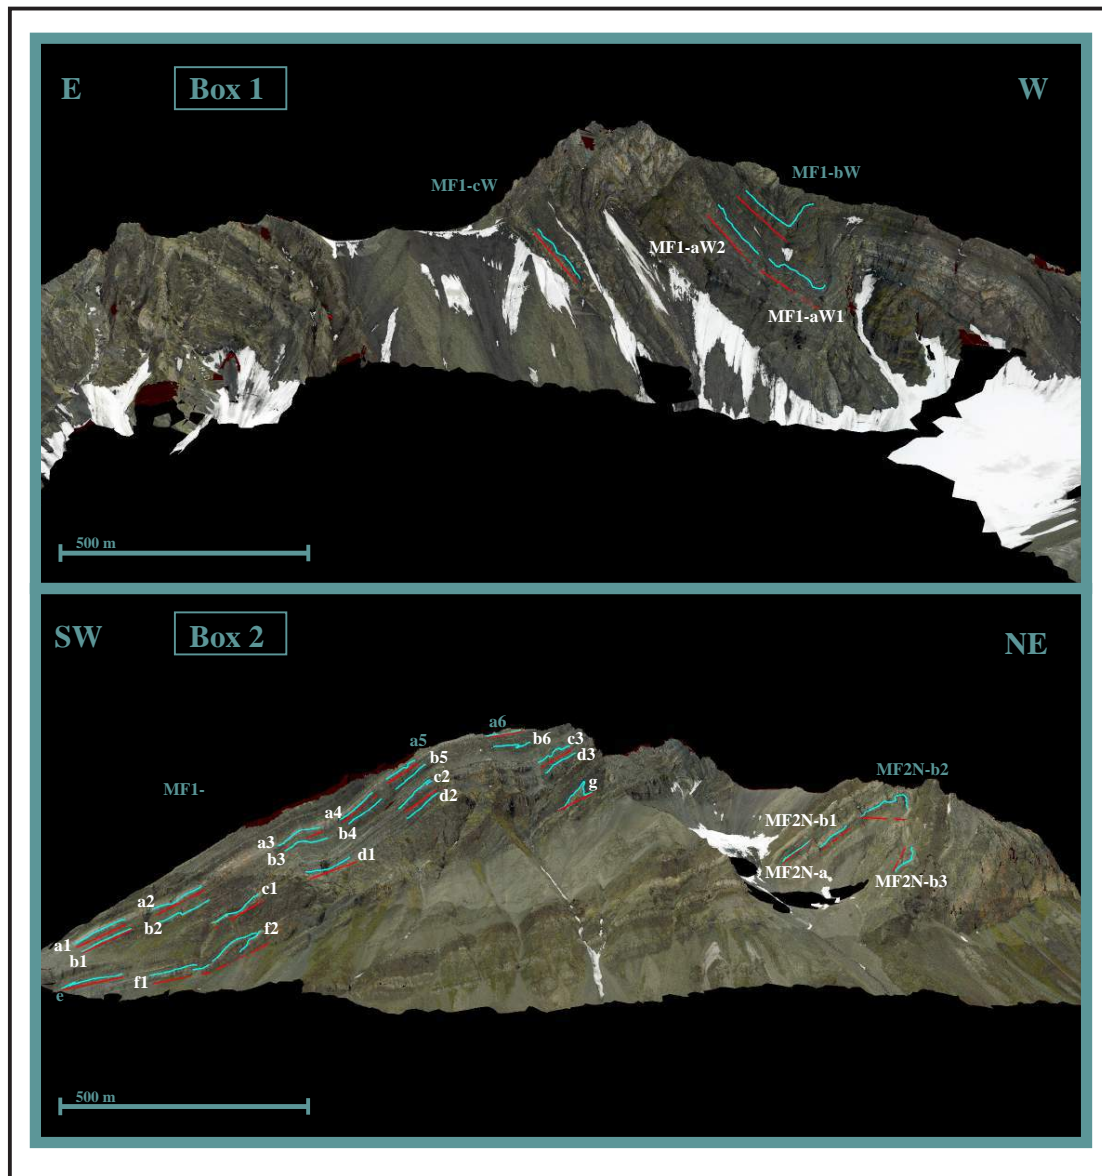 E
Box 1
W
MF1-cW
MF1-bW
MF1-aW2
MF1-aW1
500 m
SW
Box 2
NE
a6
a5
b6
c3
b5
d3
MF2N-b2
c2
g
MF1-
d2
a4
MF2N-b1
a3
b4
b3
d1
MF2N-a
MF2N-b3
c1
a2
b2
f2
a1
b1
f1
e
500 m